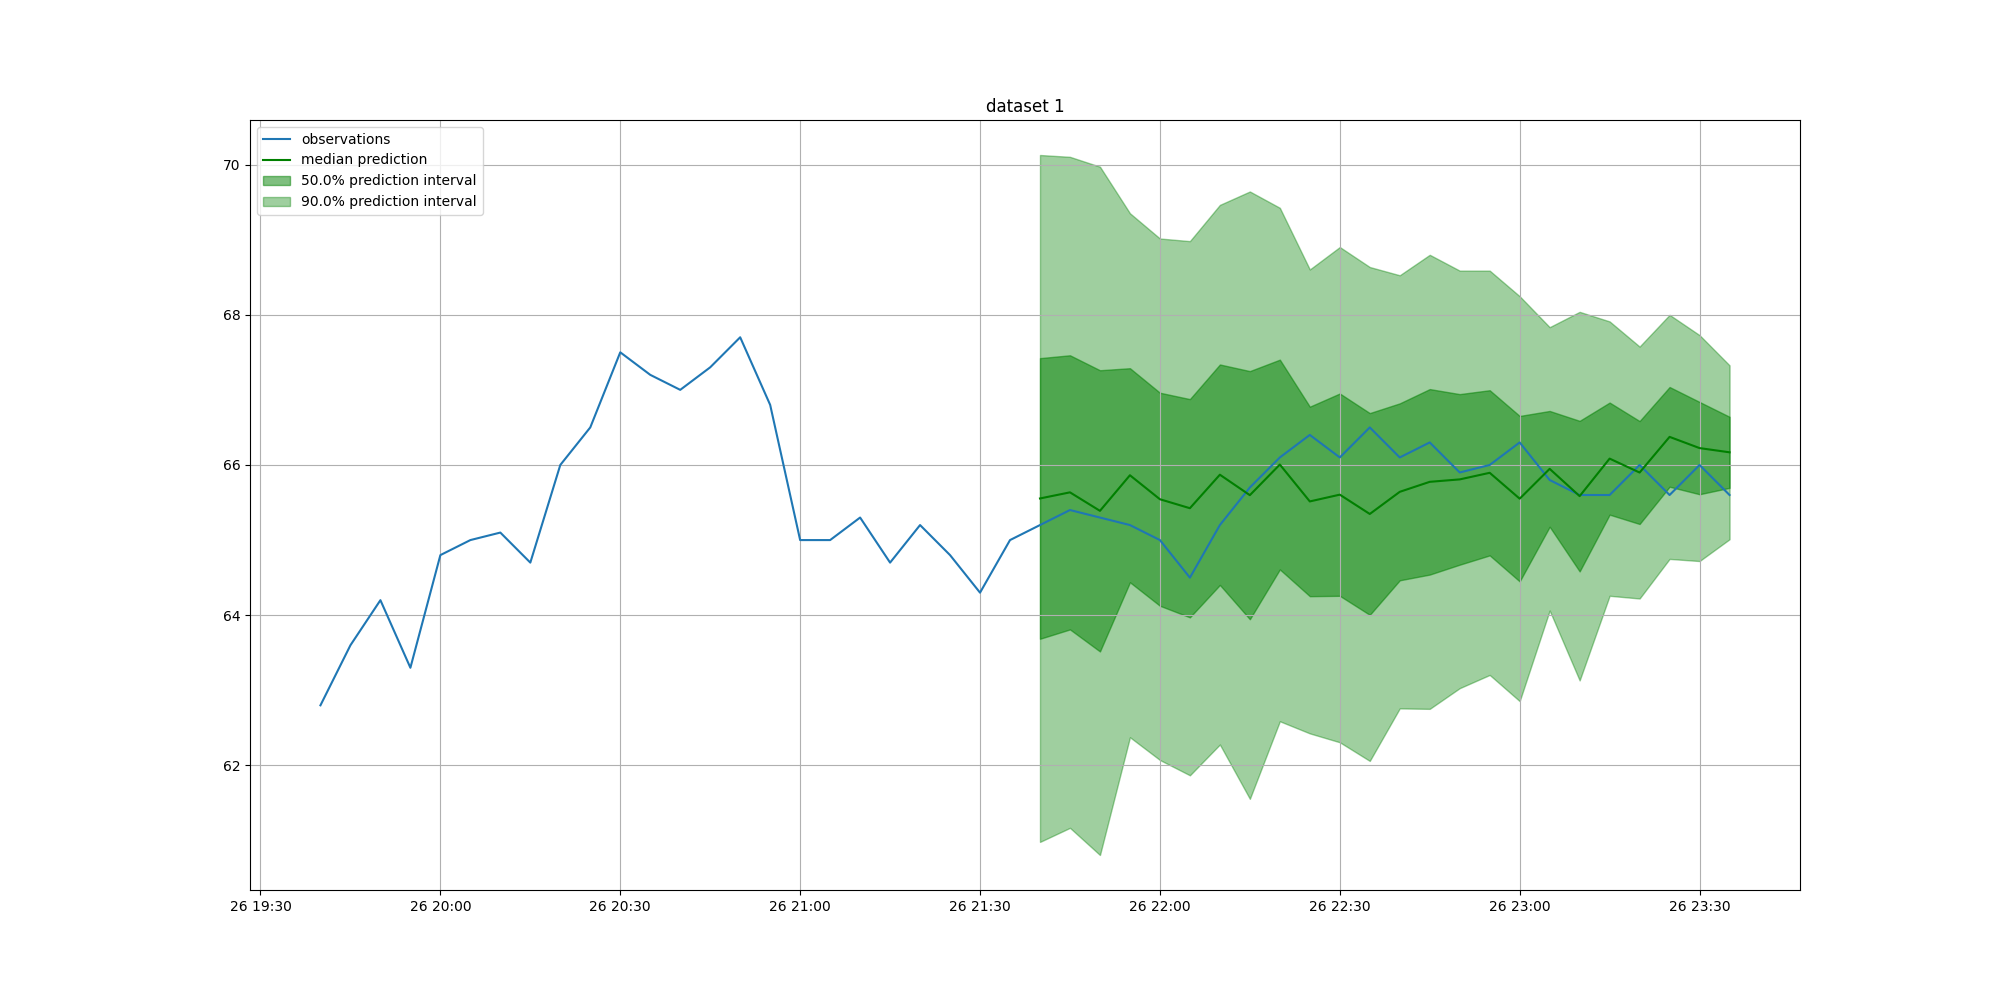 dataset 1
observations
median prediction
50.0% prediction interval
90.0% prediction interval
70
68
66
64
62
26 19:30 26 20:00 26 20:30 26 21:00 26 21:30 26 22:00 26 22:30 26 23:00 26 23:30